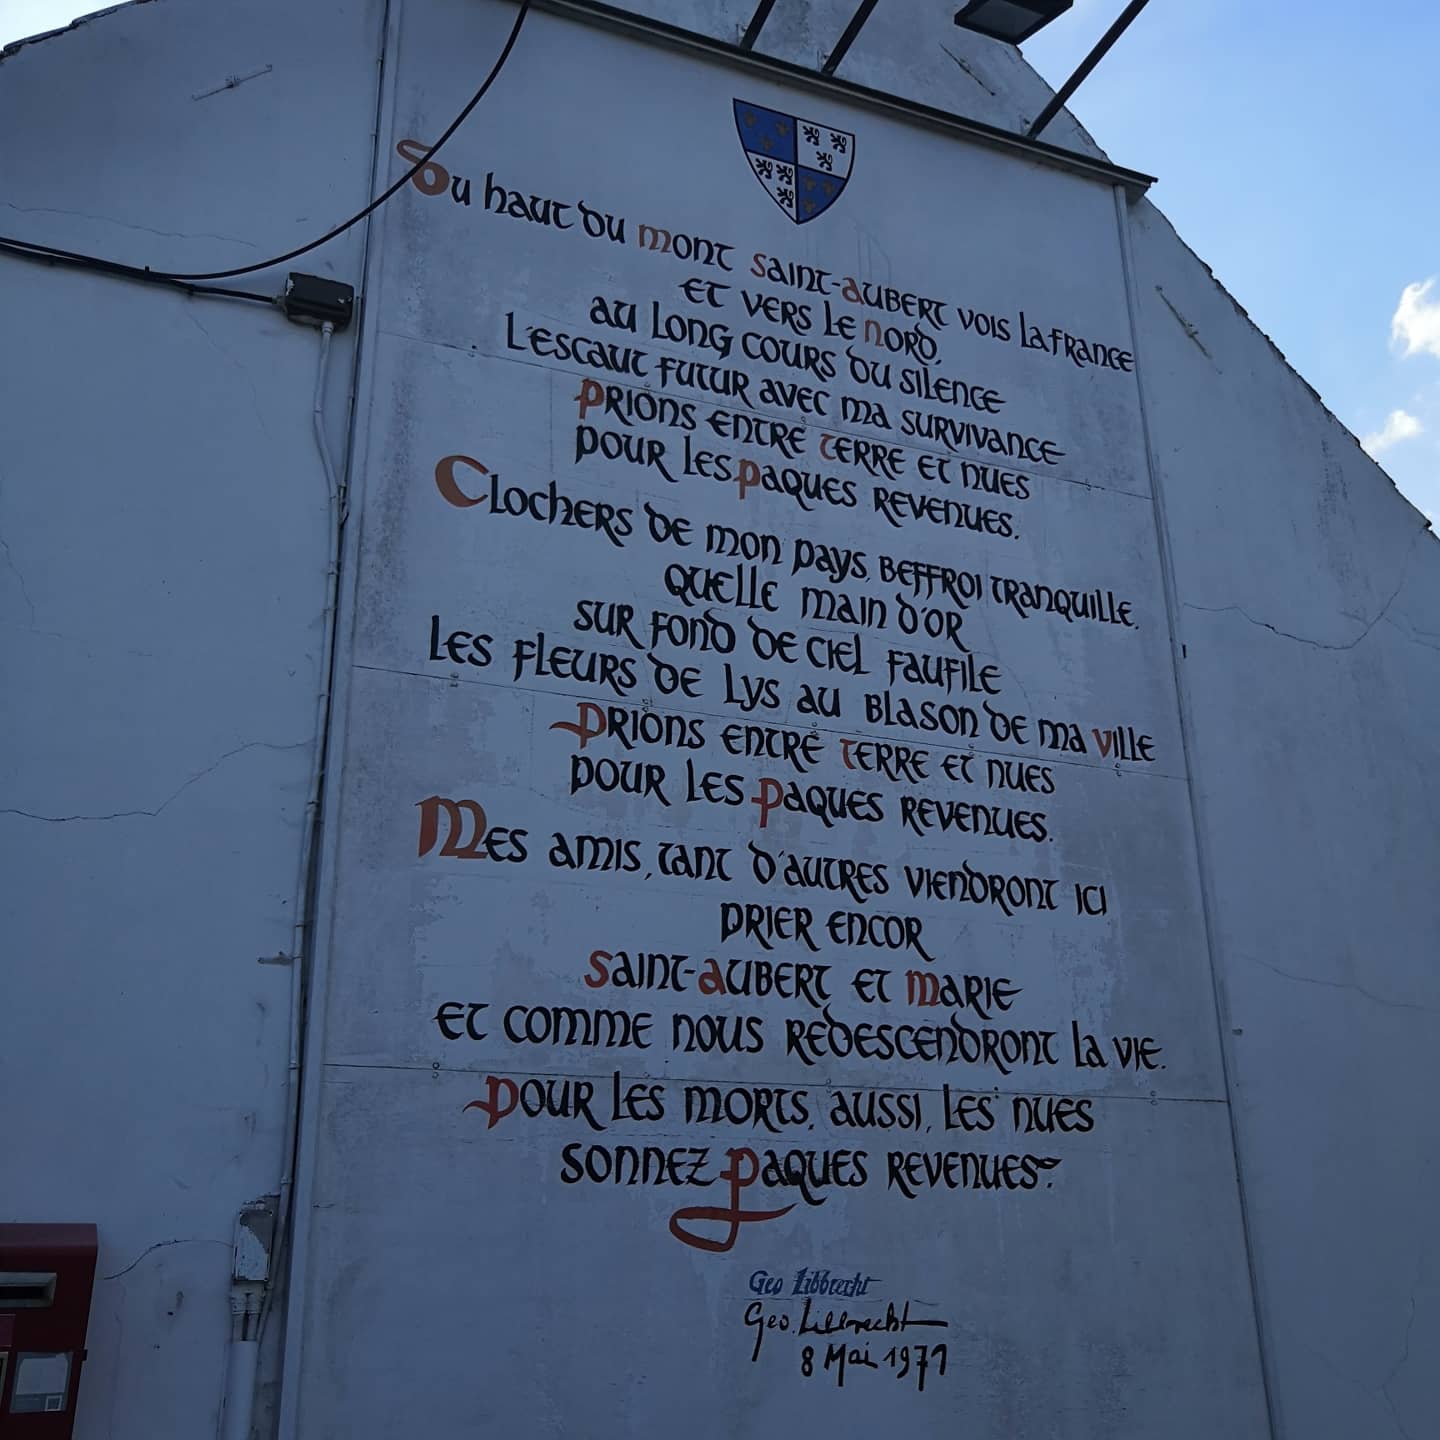 Du haut du Mont Saint-Aubert vois la france
et vers le Nord,
au long cours du silence
L'Escaut futur avec ma survivance
Prions entre Terre et nues
pour les Paques revenues.
Clochers de mon pays, beffroi tranquille,
quelle main d'or
sur fond de ciel faufile
les fleurs de lys au blason de ma Ville
Prions entre Terre et nues
pour les Paques revenues.
Mes amis, tant d'autres viendront ici
prier encor
Saint-Aubert et Marie
et comme nous redescendront la vie.
Pour les morts, aussi, les nues
sonnez Paques revenues.
Geo Libbrecht
Geo. Libbrecht
8 Mai 1971